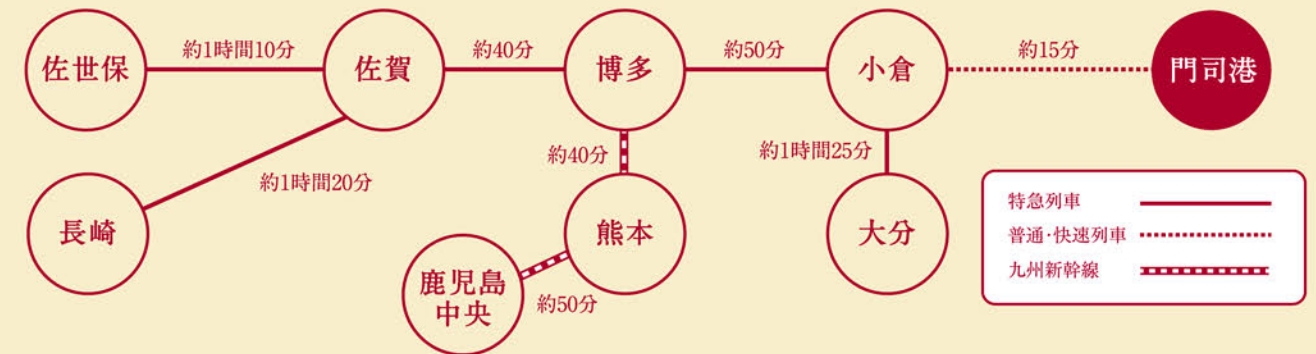 佐世保
約1時間10分
佐賀
約40分
博多
約50分
小倉
約15分
門司港
約1時間20分
約40分
約1時間25分
長崎
熊本
大分
鹿児島
中央
約50分
特急列車
普通・快速列車
九州新幹線